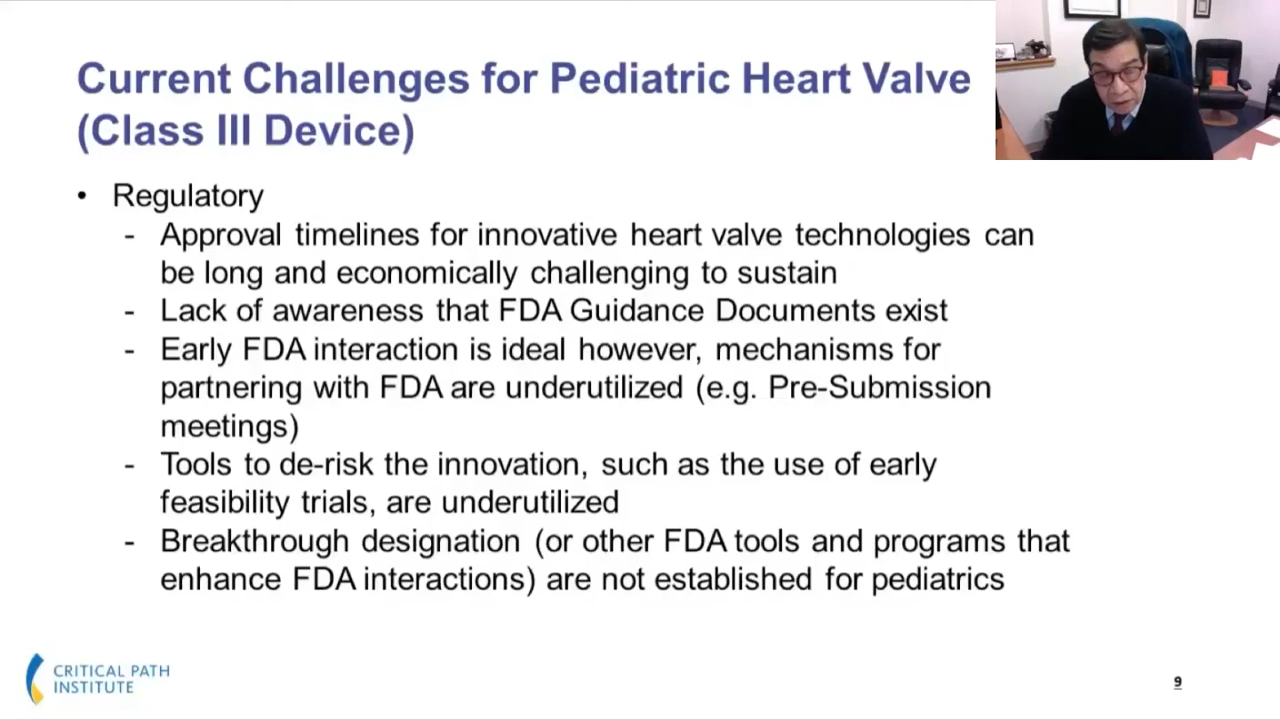 Current Challenges for Pediatric Heart Valve
(Class III Device)
• Regulatory
- Approval timelines for innovative heart valve technologies can
be long and economically challenging to sustain
- Lack of awareness that FDA Guidance Documents exist
- Early FDA interaction is ideal however, mechanisms for
partnering with FDA are underutilized (e.g. Pre-Submission
meetings)
- Tools to de-risk the innovation, such as the use of early
feasibility trials, are underutilized
- Breakthrough designation (or other FDA tools and programs that
enhance FDA interactions) are not established for pediatrics
CRITICAL PATH
INSTITUTE
9